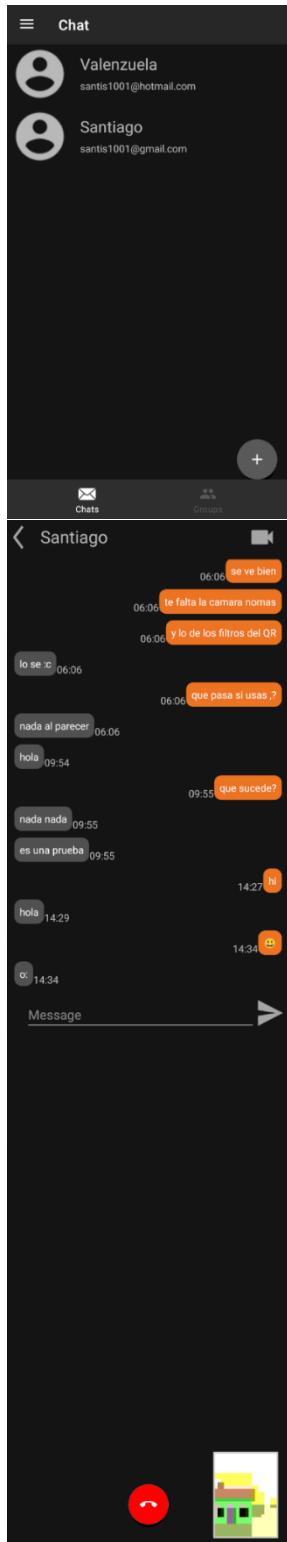 Chat
Valenzuela
santis1001@hotmail.com
Santiago
santis1001@gmail.com
+
Chats
Groups
Santiago
06:06 se ve bien
06:06 te falta la camara nomas
06:06 y lo de los filtros del QR
lo se :c 06:06
06:06 que pasa si usas ,?
nada al parecer 06:06
hola 09:54
09:55 que sucede?
nada nada 09:55
es una prueba 09:55
14:27 hi
hola 14:29
14:34 😃
o: 14:34
Message